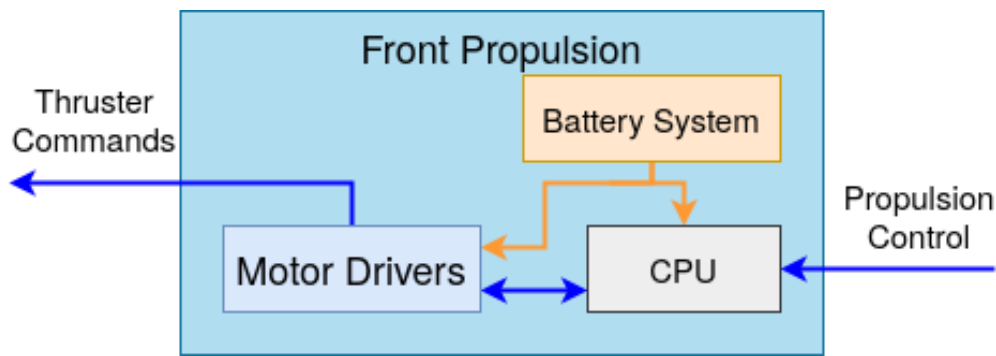 Front Propulsion
Thruster
Commands
Battery System
Propulsion
Control
Motor Drivers
CPU